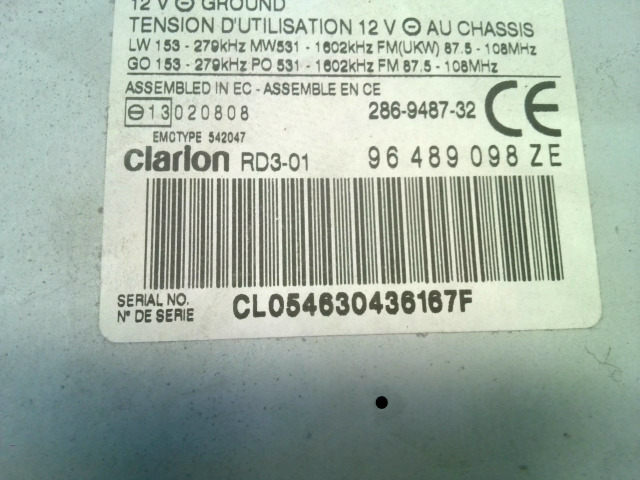 12 V ⊖ GROUND
TENSION D'UTILISATION 12 V ⊖ AU CHASSIS
LW 153 - 279kHz MW531 - 1602kHz FM(UKW) 87.5 - 108MHz
GO 153 - 279kHz PO 531 - 1602kHz FM 87.5 - 108MHz
ASSEMBLED IN EC - ASSEMBLE EN CE
⊖13 020808 286-9487-32 CE
EMCTYPE 542047
clarion RD3-01 96 489 098 ZE
SERIAL NO.
N° DE SERIE CL054630436167F